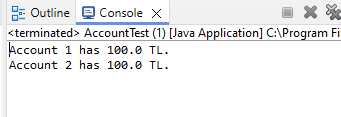 Outline Console
<terminated> AccountTest (1) [Java Application] C:\Program Fi
Account 1 has 100.0 TL.
Account 2 has 100.0 TL.